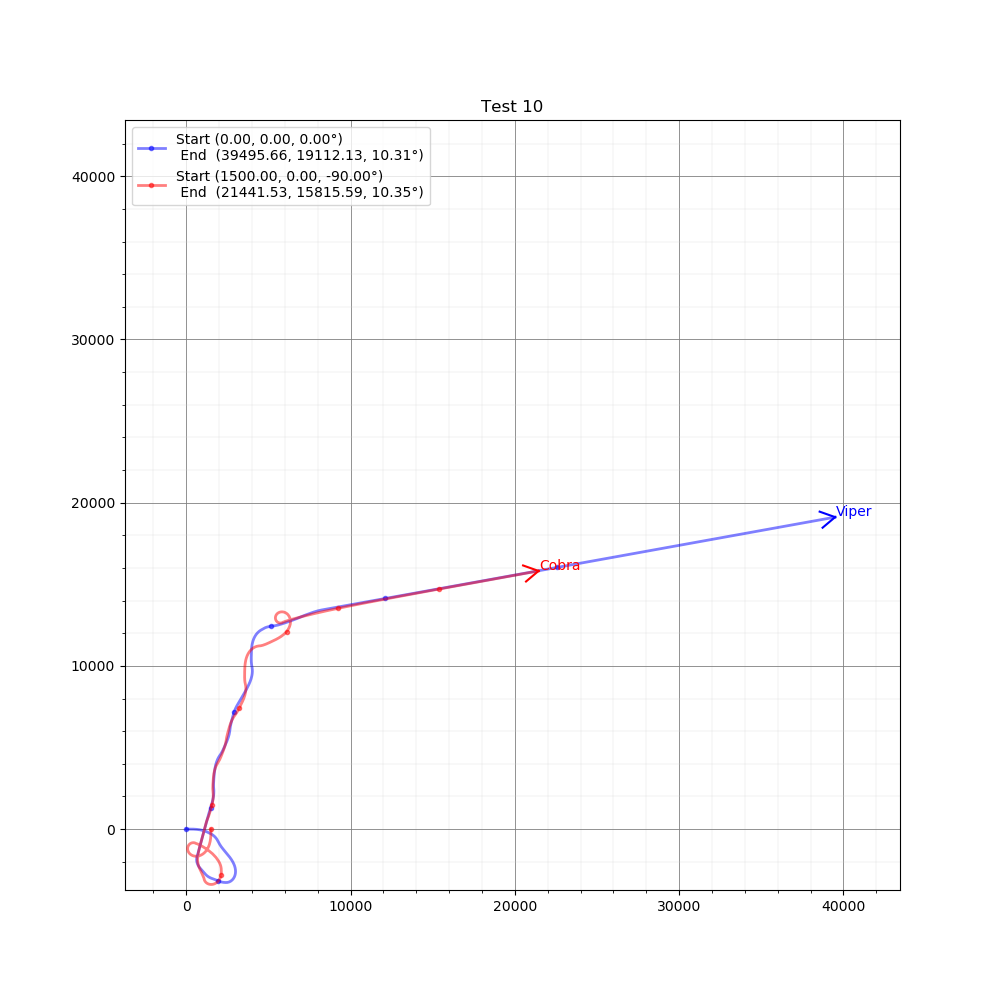 Test 10
Start (0.00, 0.00, 0.00°)
End  (39495.66, 19112.13, 10.31°)
Start (1500.00, 0.00, -90.00°)
End  (21441.53, 15815.59, 10.35°)
40000
30000
20000
10000
0
Viper
Cobra
0
10000
20000
30000
40000